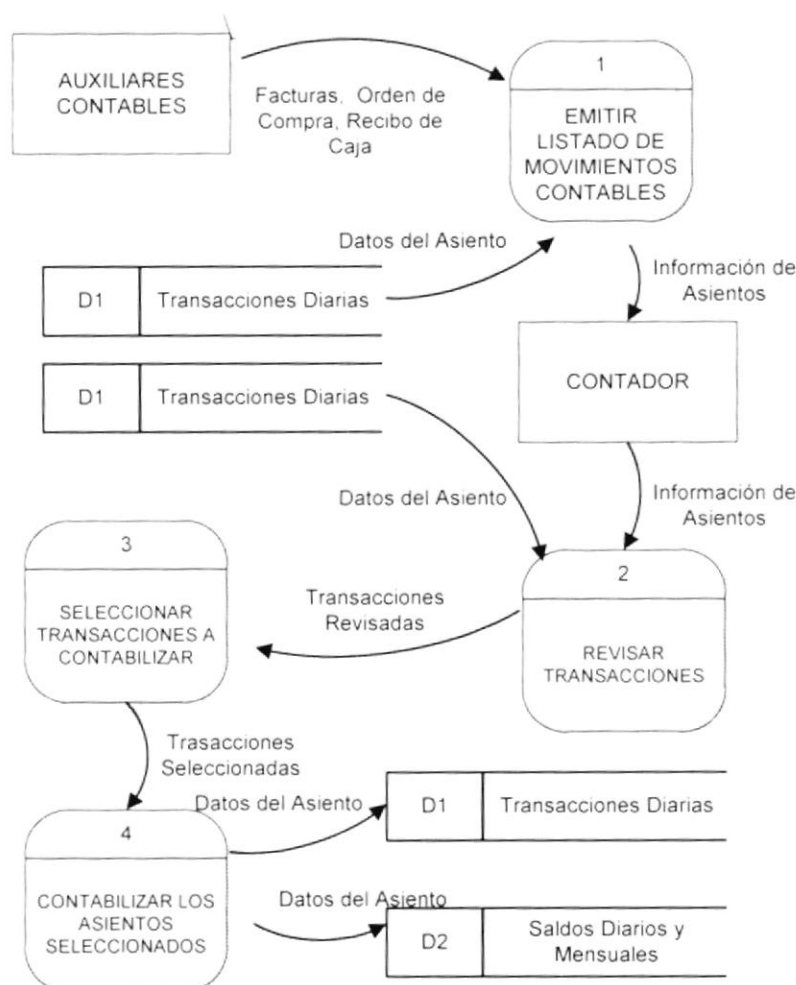 AUXILIARES
CONTABLES
Facturas, Orden de
Compra, Recibo de
Caja
1
EMITIR
LISTADO DE
MOVIMIENTOS
CONTABLES
Datos del Asiento
D1
Transacciones Diarias
Información de
Asientos
D1
Transacciones Diarias
CONTADOR
Datos del Asiento
Información de
Asientos
3
SELECCIONAR
TRANSACCIONES A
CONTABILIZAR
Transacciones
Revisadas
2
REVISAR
TRANSACCIONES
Trasacciones
Seleccionadas
Datos del Asiento
D1
Transacciones Diarias
4
CONTABILIZAR LOS
ASIENTOS
SELECCIONADOS
Datos del Asiento
D2
Saldos Diarios y
Mensuales